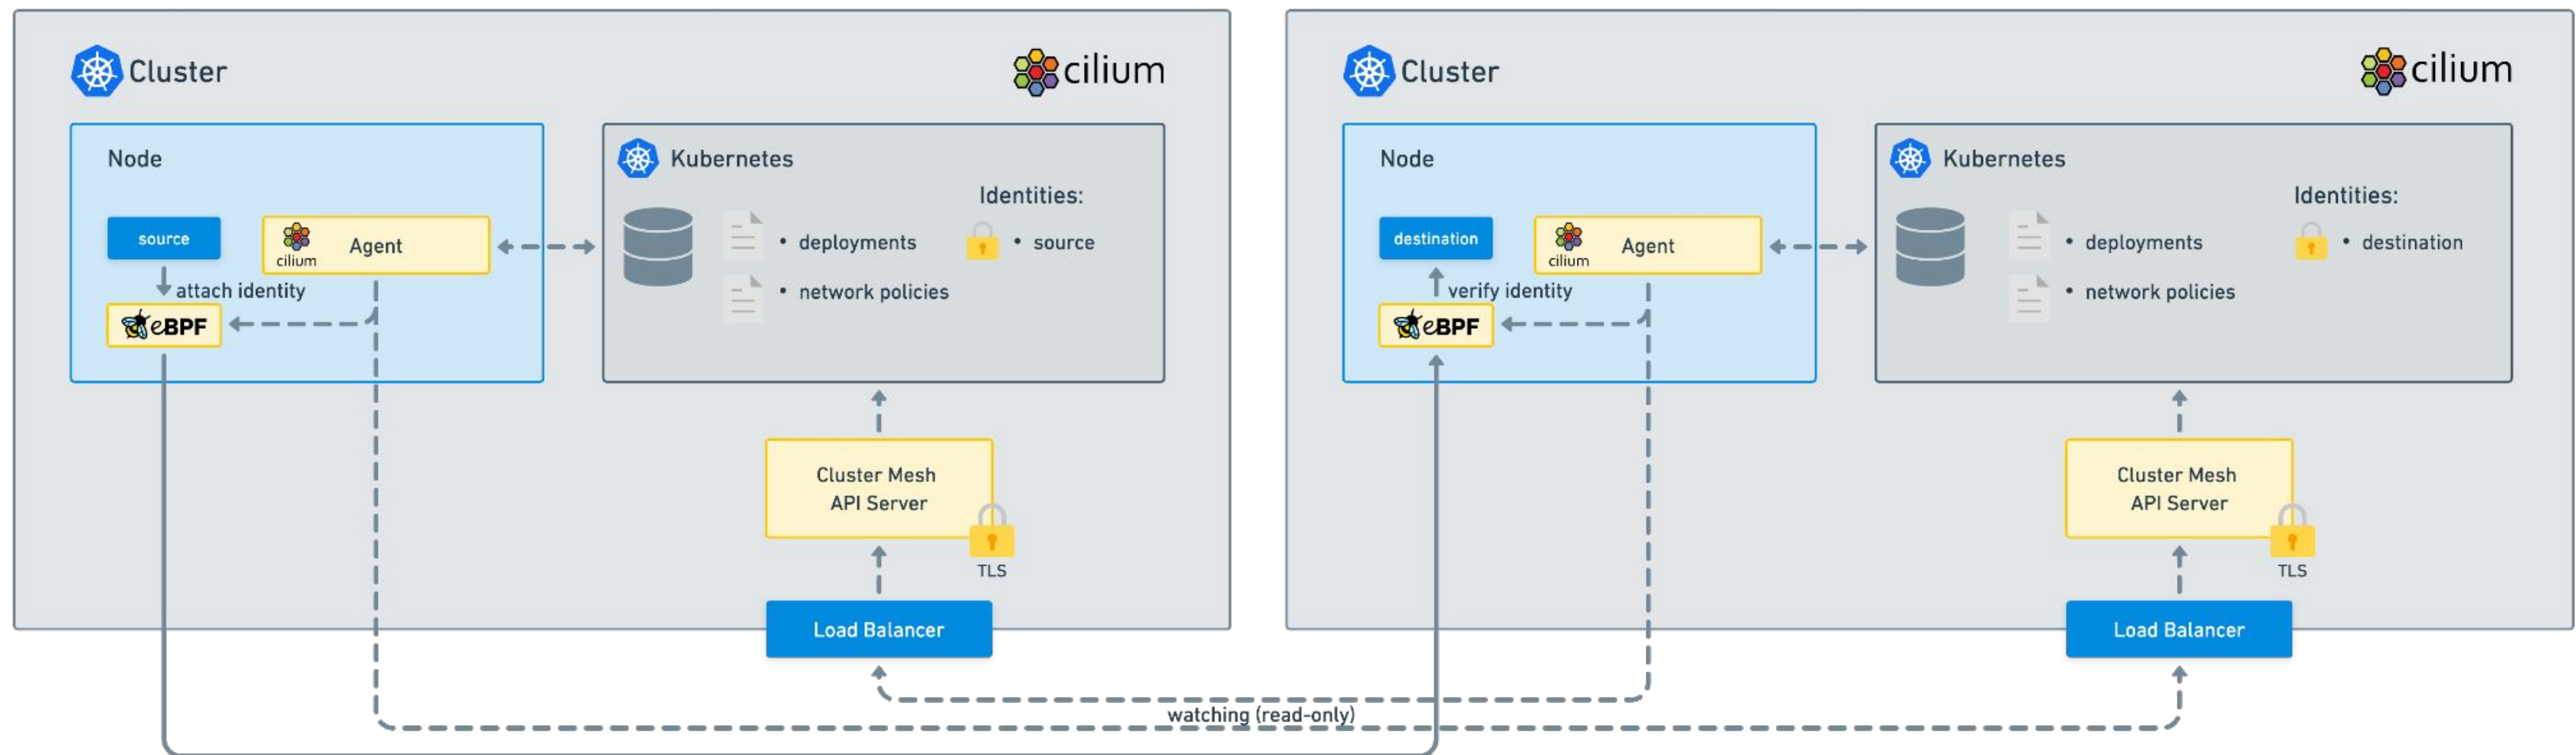 Cluster
cilium
Node
source
cilium
Agent
attach identity
eBPF
Kubernetes
Identities:
• deployments
• source
• network policies
Cluster Mesh
API Server
TLS
Load Balancer
Cluster
cilium
Node
destination
cilium
Agent
verify identity
eBPF
Kubernetes
Identities:
• deployments
• destination
• network policies
Cluster Mesh
API Server
TLS
Load Balancer
watching (read-only)